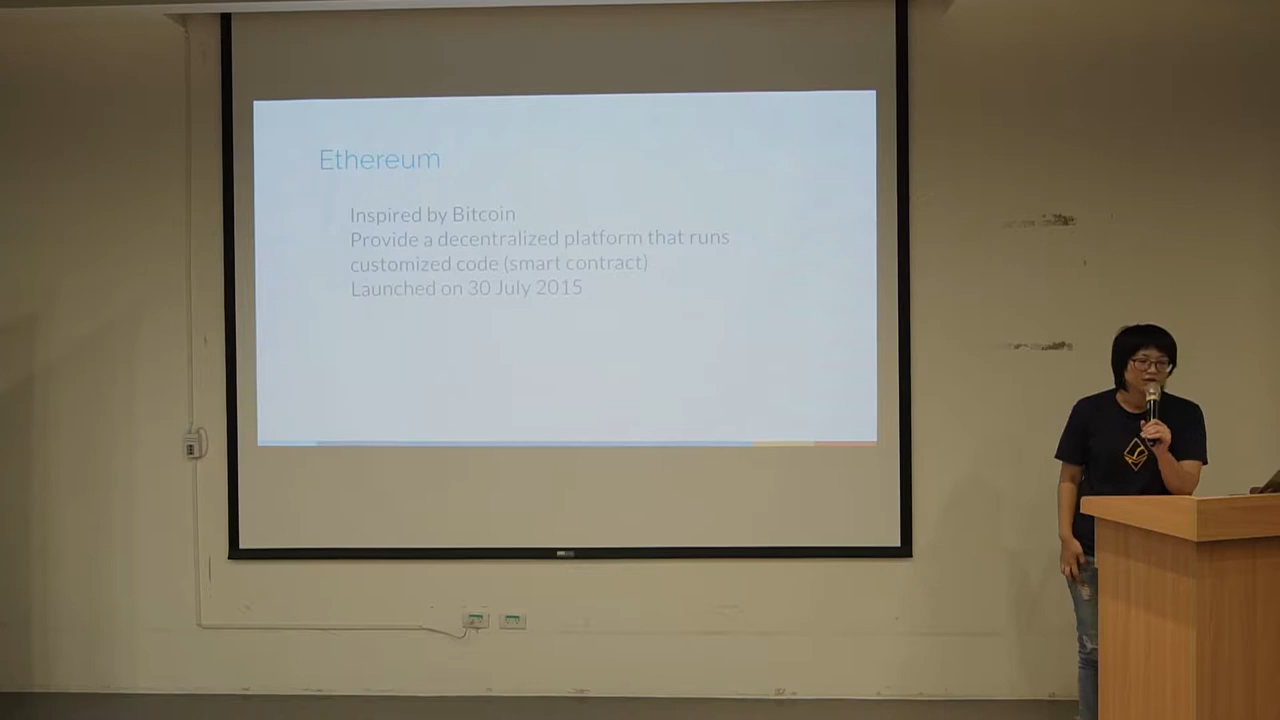 Ethereum
Inspired by Bitcoin
Provide a decentralized platform that runs
customized code (smart contract)
Launched on 30 July 2015